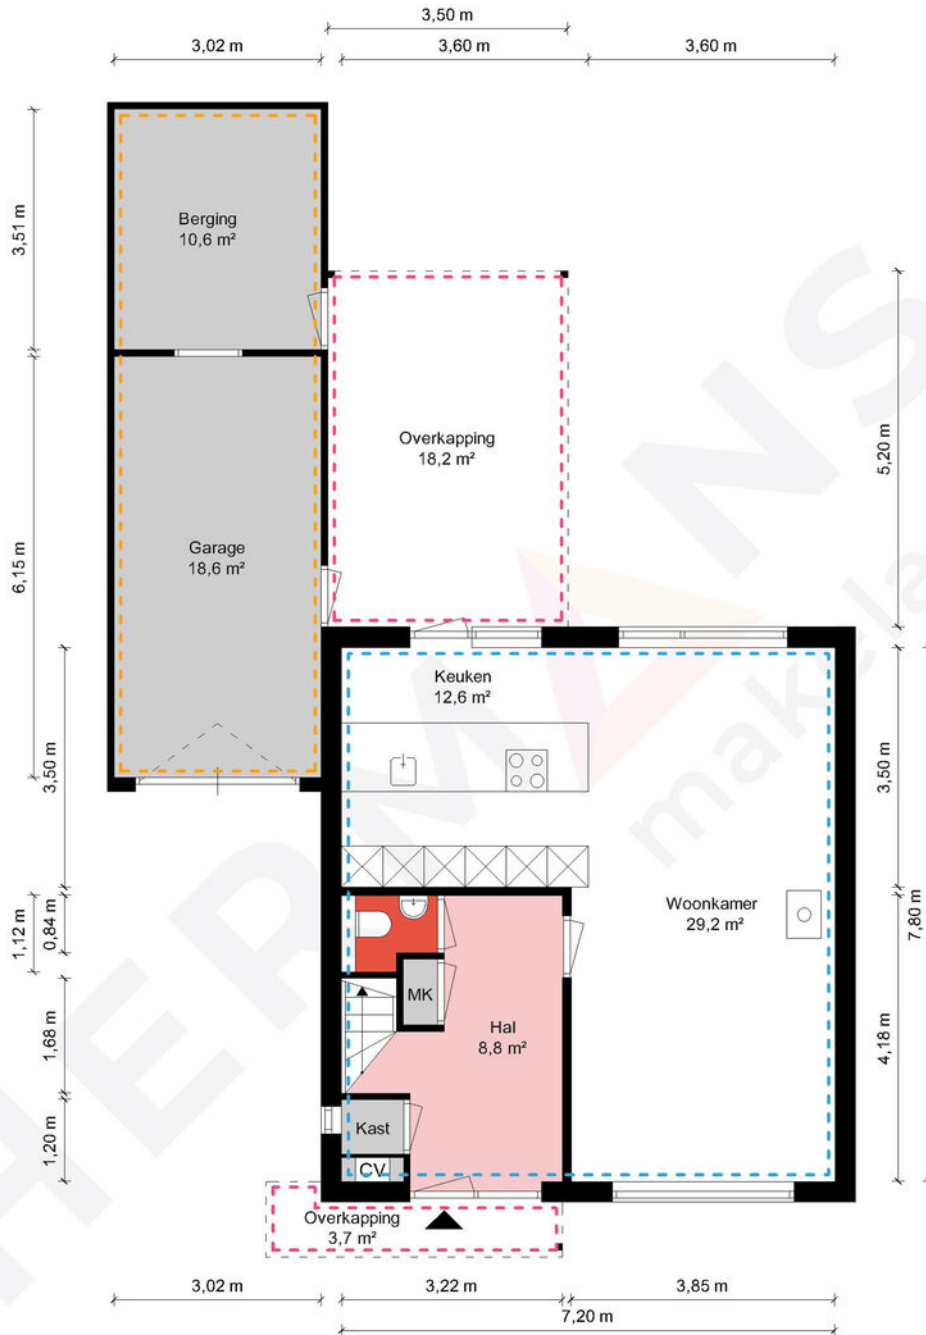 3,50 m
3,02 m
3,60 m
3,60 m
3,51 m
Berging
10,6 m²
5,20 m
Overkapping
18,2 m²
6,15 m
Garage
18,6 m²
Keuken
12,6 m²
3,50 m
3,50 m
1,12 m
0,84 m
Woonkamer
29,2 m²
7,80 m
MK
Hal
8,8 m²
1,68 m
4,18 m
Kast
1,20 m
CV
Overkapping
3,7 m²
3,02 m
3,22 m
3,85 m
7,20 m
HERMANS
makela